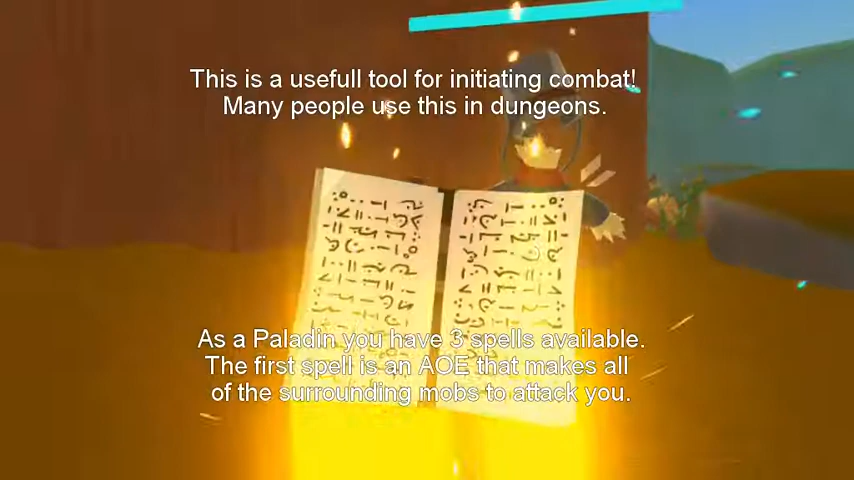 This is a usefull tool for initiating combat!
Many people use this in dungeons.
As a Paladin you have 3 spells available.
The first spell is an AOE that makes all
of the surrounding mobs to attack you.